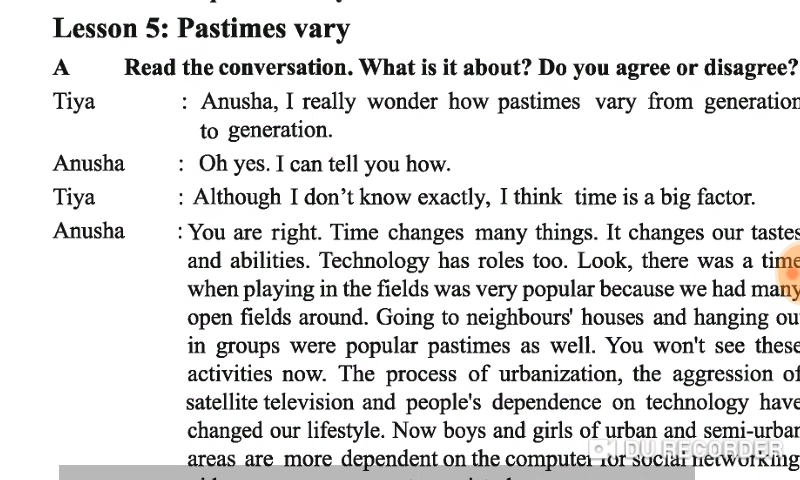 Lesson 5: Pastimes vary
A Read the conversation. What is it about? Do you agree or disagree?
Tiya : Anusha, I really wonder how pastimes vary from generation
to generation.
Anusha : Oh yes. I can tell you how.
Tiya : Although I don't know exactly, I think time is a big factor.
Anusha : You are right. Time changes many things. It changes our tastes
and abilities. Technology has roles too. Look, there was a time
when playing in the fields was very popular because we had many
open fields around. Going to neighbours' houses and hanging ou
in groups were popular pastimes as well. You won't see these
activities now. The process of urbanization, the aggression of
satellite television and people's dependence on technology have
changed our lifestyle. Now boys and girls of urban and semi-urban
areas are more dependent on the computer for social networking
DU RECORDER